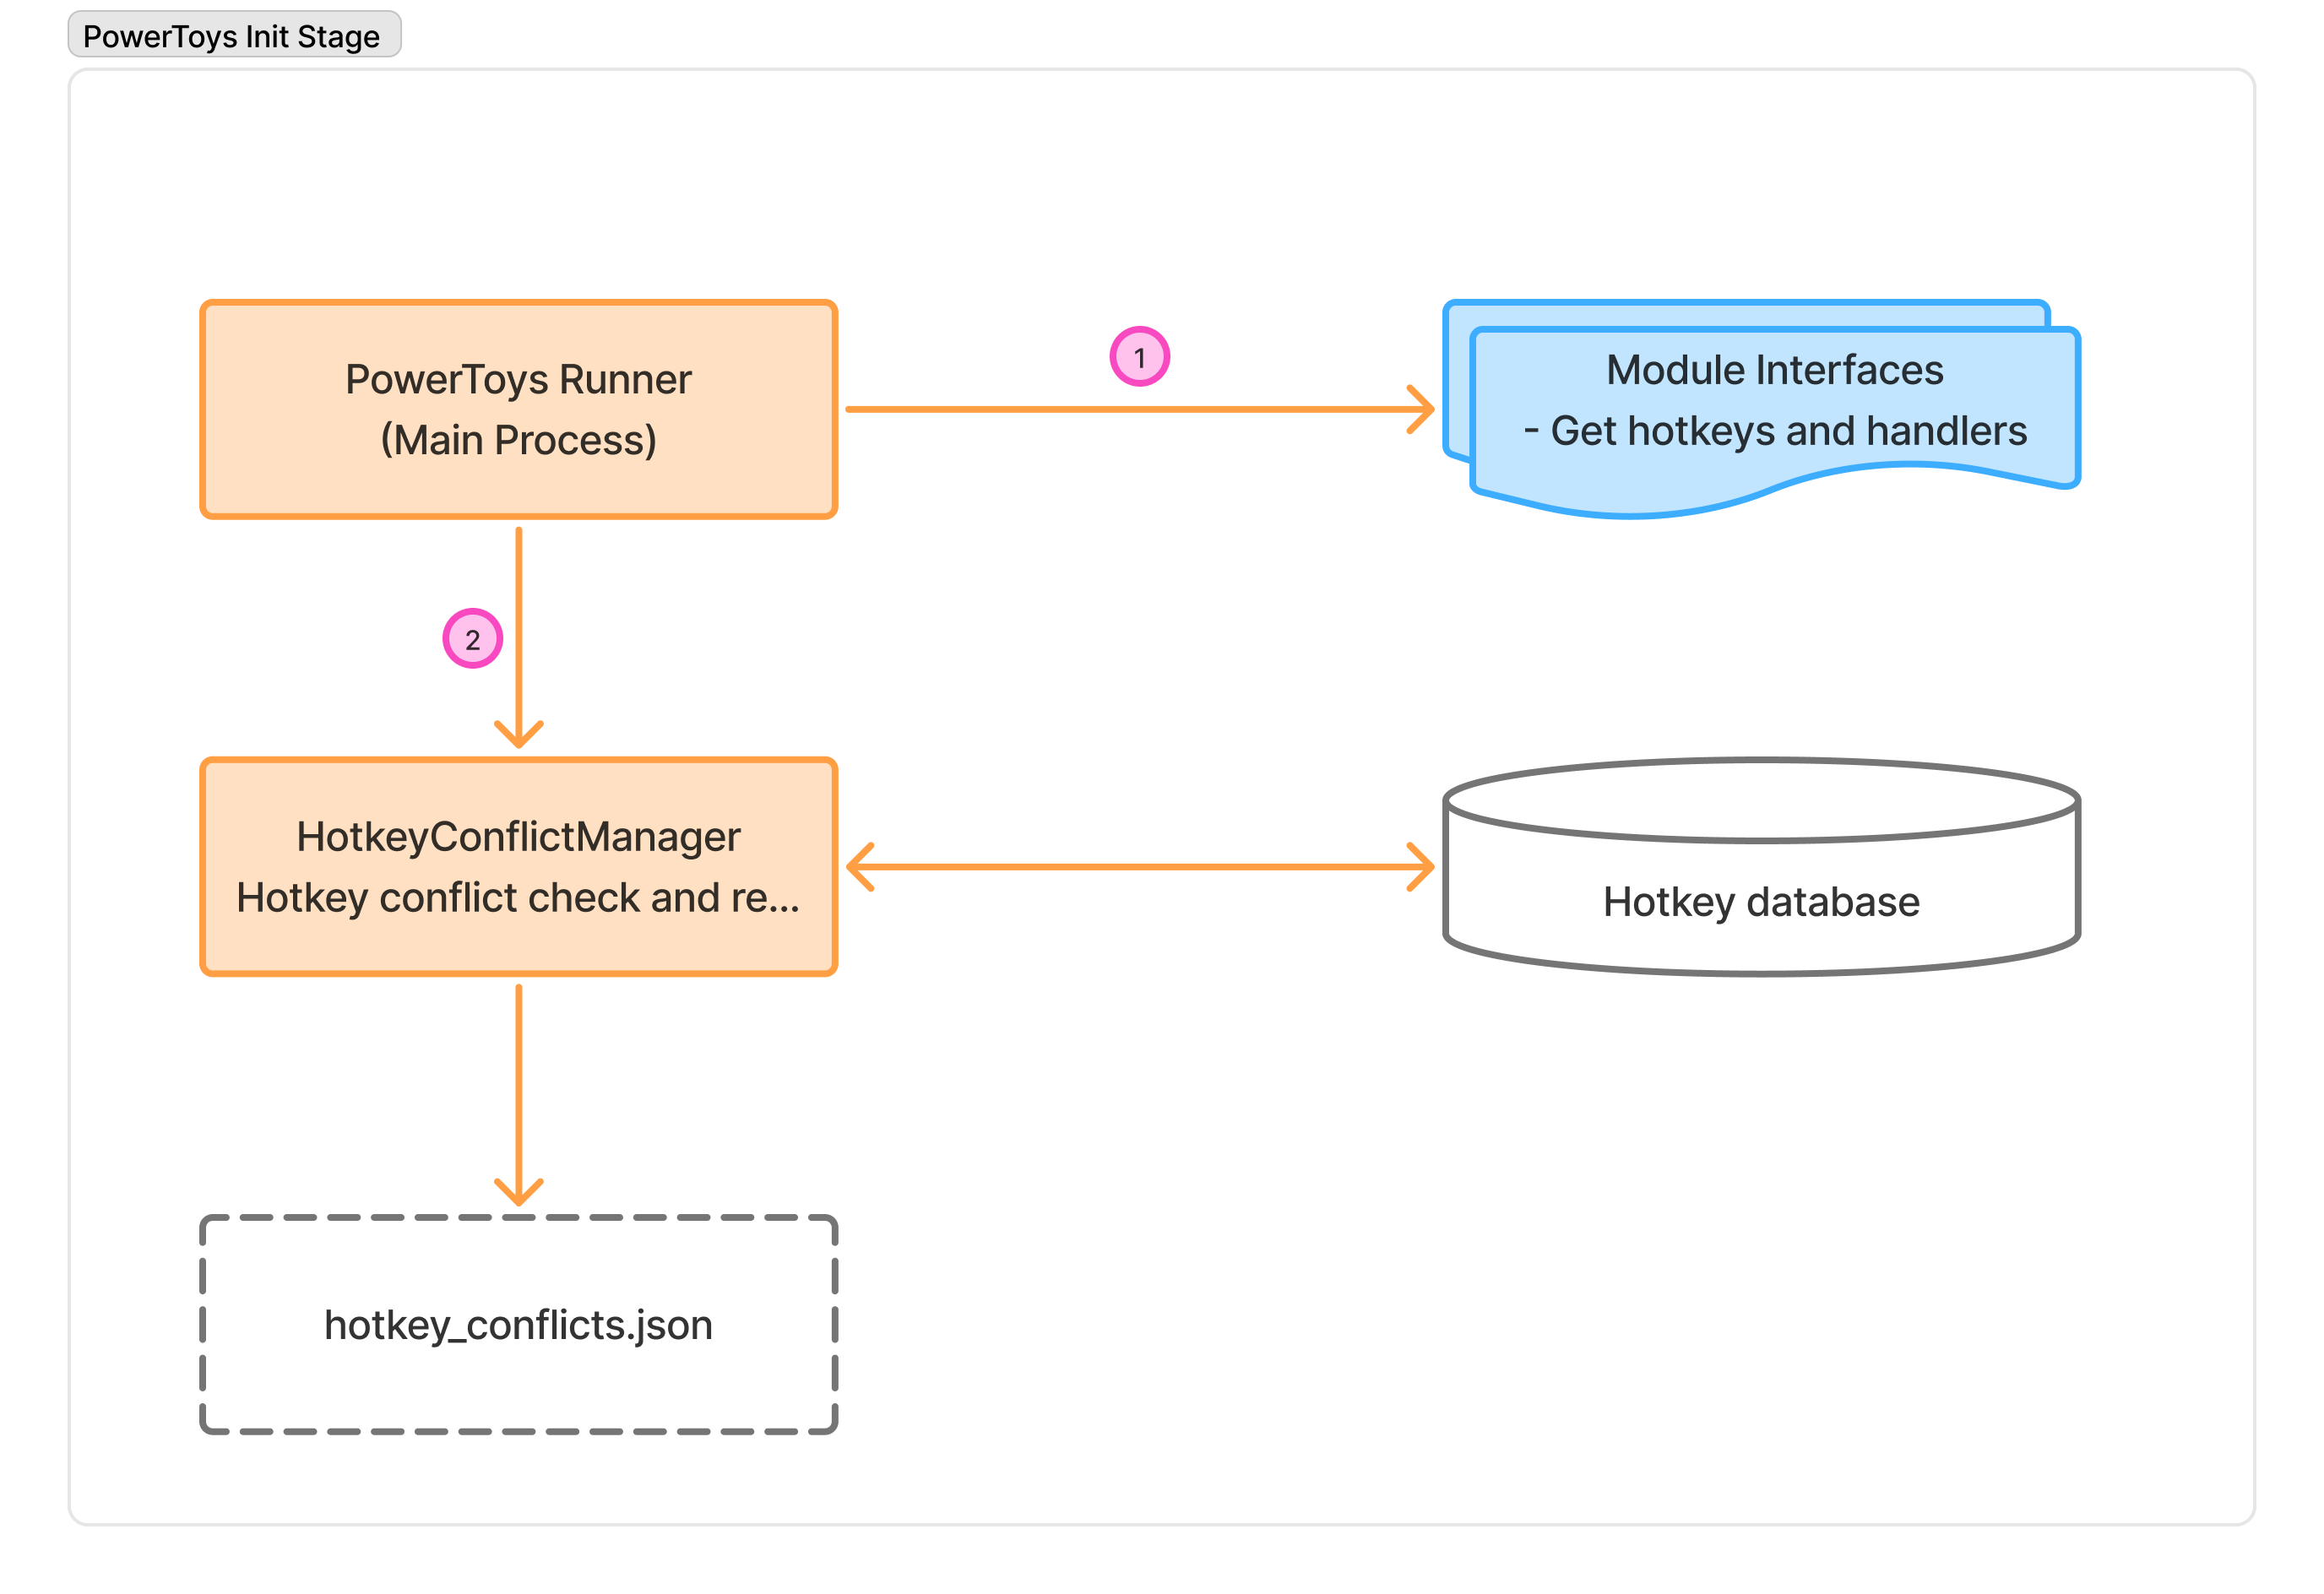 PowerToys Init Stage
PowerToys Runner
(Main Process)
1
Module Interfaces
- Get hotkeys and handlers
2
HotkeyConflictManager
Hotkey conflict check and re...
Hotkey database
hotkey_conflicts.json